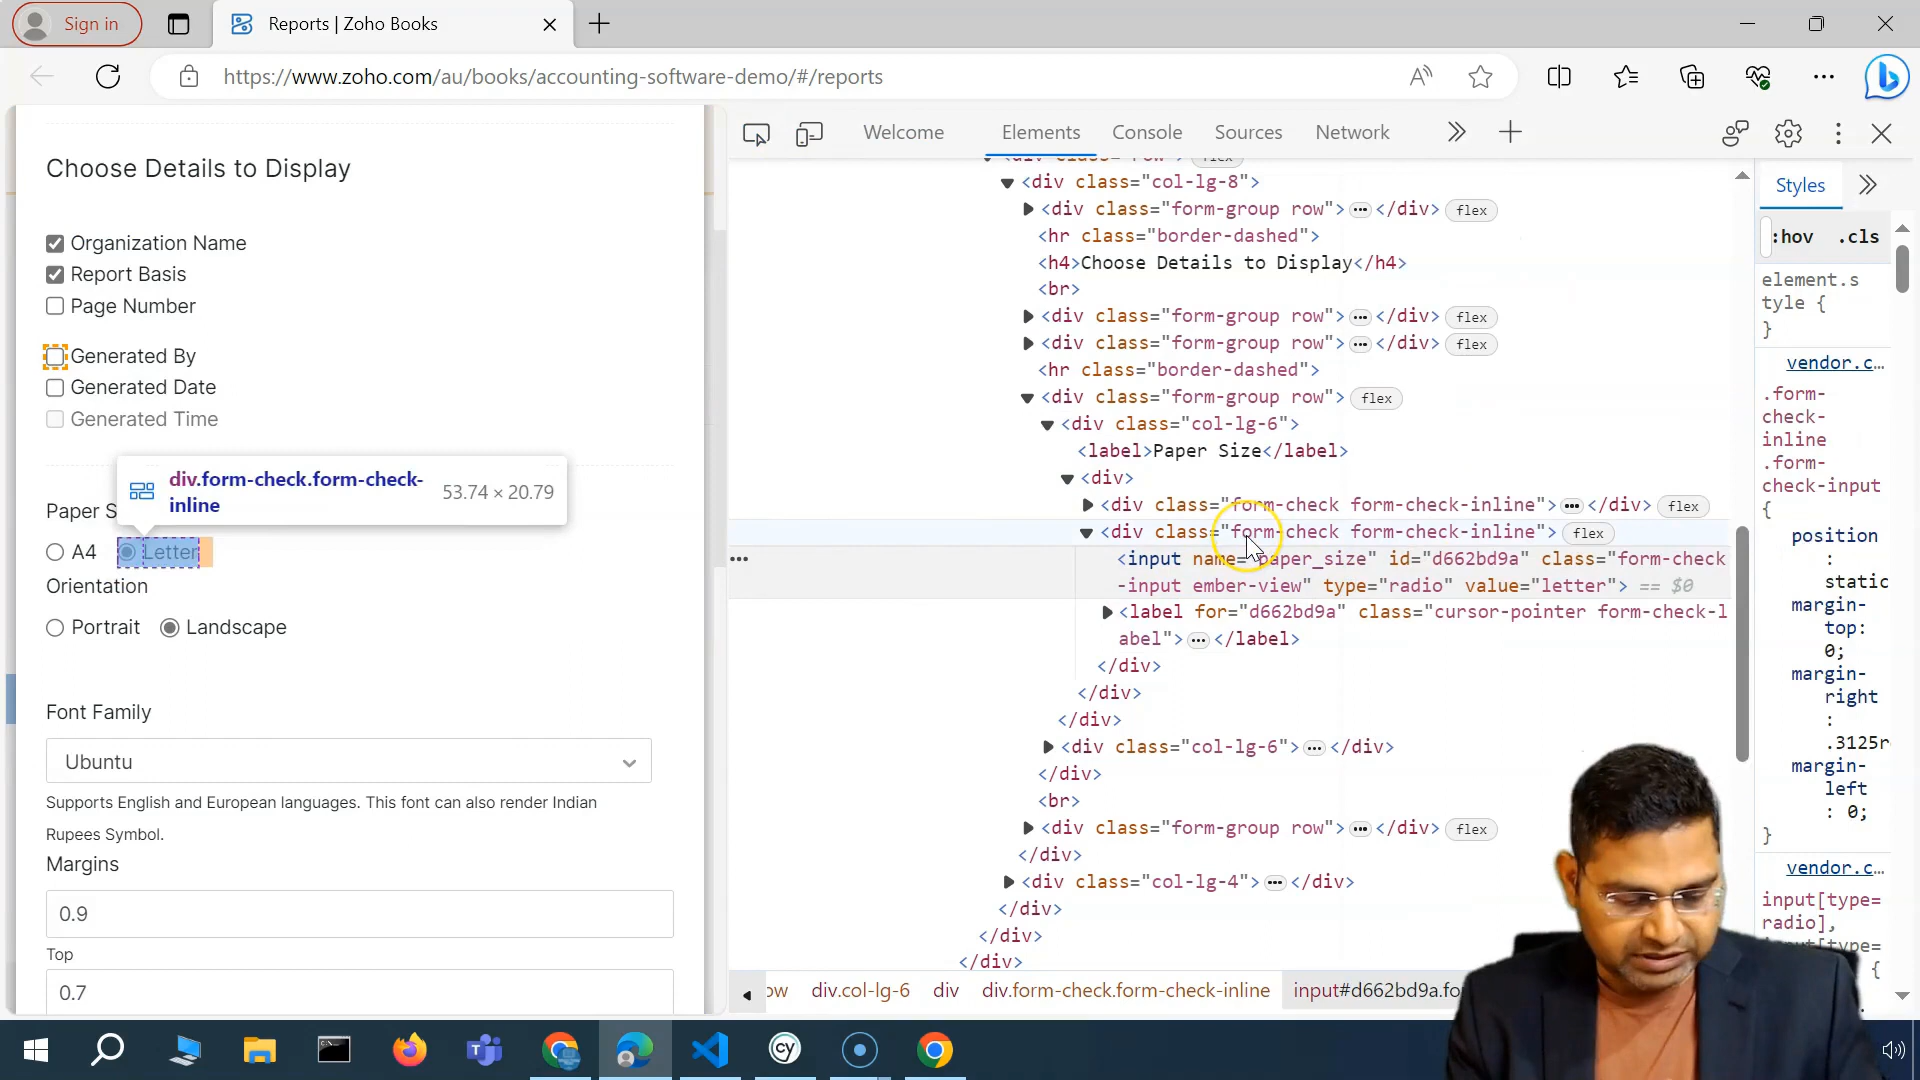 Sign in
Reports | Zoho Books
https://www.zoho.com/au/books/accounting-software-demo/#/reports
Choose Details to Display
Organization Name
Report Basis
Page Number
Generated By
Generated Date
Generated Time
div.form-check.form-check-
inline
53.74 × 20.79
Paper S
A4
Letter
Orientation
Portrait
Landscape
Font Family
Ubuntu
Supports English and European languages. This font can also render Indian
Rupees Symbol.
Margins
0.9
Top
0.7
Welcome
Elements
Console
Sources
Network
<div class="row"> flex
<div class="col-lg-8">
<div class="form-group row"> ••• </div> flex
<hr class="border-dashed">
<h4>Choose Details to Display</h4>
<br>
<div class="form-group row"> ••• </div> flex
<div class="form-group row"> ••• </div> flex
<hr class="border-dashed">
<div class="form-group row"> flex
<div class="col-lg-6">
<label>Paper Size</label>
<div>
<div class="form-check form-check-inline"> ••• </div> flex
<div class="form-check form-check-inline"> flex
<input name="paper_size" id="d662bd9a" class="form-check
-input ember-view" type="radio" value="letter"> == $0
<label for="d662bd9a" class="cursor-pointer form-check-l
abel"> ••• </label>
</div>
</div>
</div>
<div class="col-lg-6"> ••• </div>
</div>
<br>
<div class="form-group row"> ••• </div> flex
</div>
<div class="col-lg-4"> ••• </div>
</div>
</div>
</div>
ow
div.col-lg-6
div
div.form-check.form-check-inline
input#d662bd9a.fo
Styles
:hov .cls
element.s
tyle {
}
vendor.c…
.form-
check-
inline
.form-
check-input
{
position
:
static
margin-
top:
0;
margin-
right
:
.3125r
margin-
left
: 0;
}
vendor.c…
input[type=
radio],
input[type=
{
cy